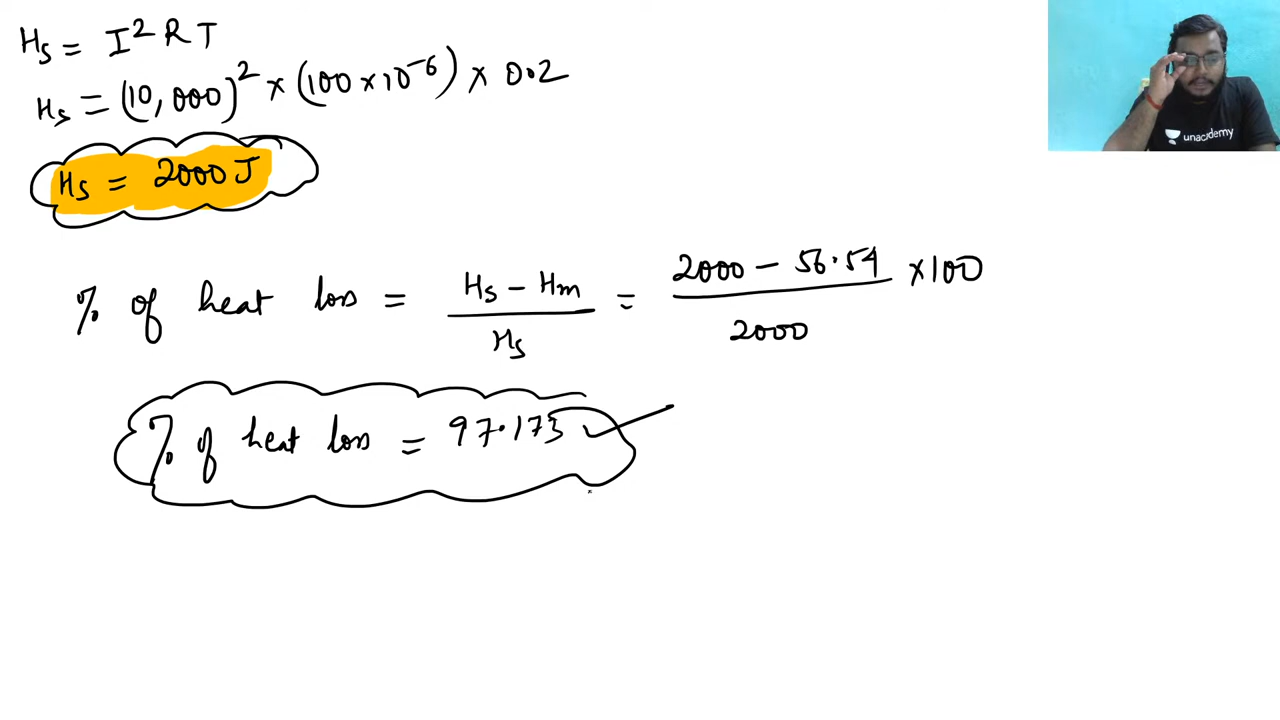 Hs = I² R T
Hs = (10,000)² × (100 × 10⁻⁶) × 0.2
Hs = 2000 J
% of heat loss = Hs - Hm / Hs = 2000 - 56.54 / 2000 × 100
% of heat loss = 97.173
unacademy